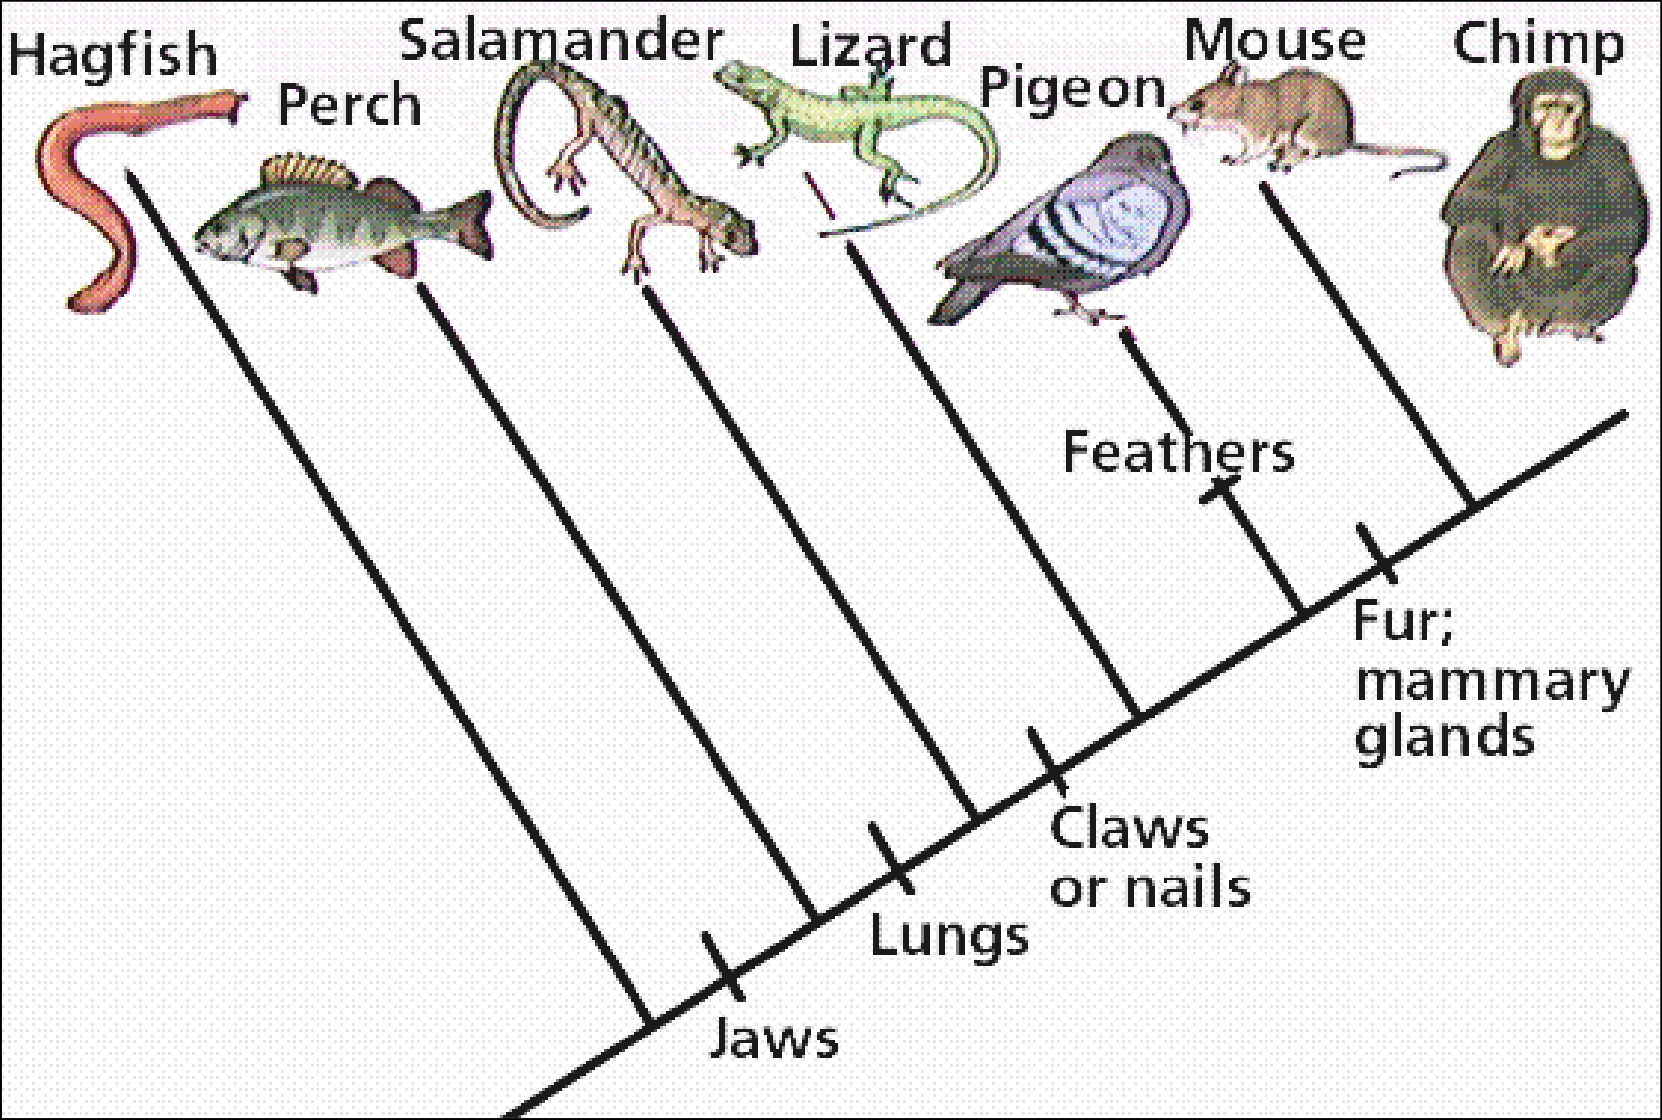 Hagfish
Perch
Salamander
Lizard
Pigeon
Mouse
Chimp
Feathers
Fur;
mammary
glands
Claws
or nails
Lungs
Jaws